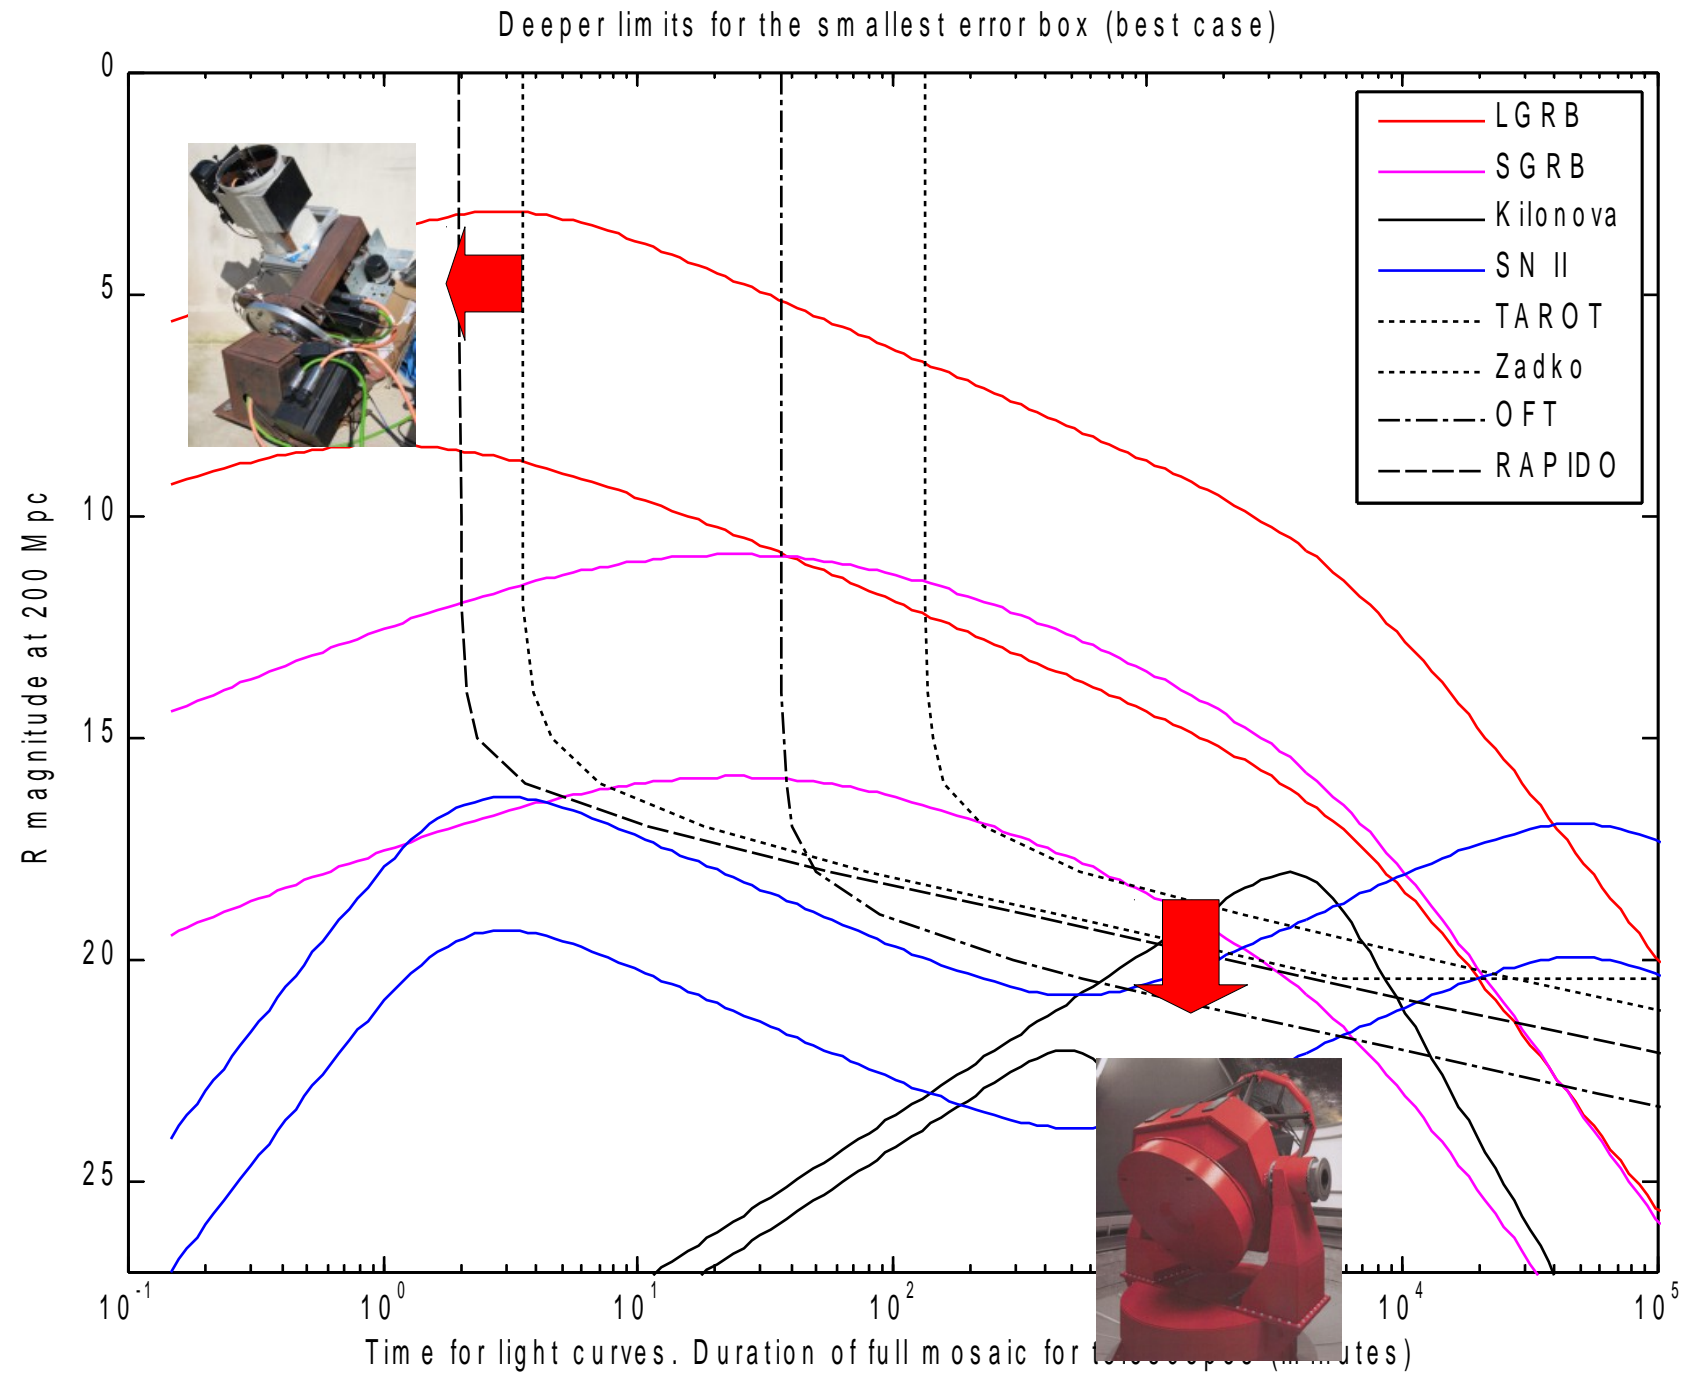 Deeper limits for the smallest error box (best case)
0
5
10
15
20
25
R magnitude at 200 Mpc
LGRB
SGRB
Kilonova
SN II
TAROT
Zadko
OFT
RAPIDO
10^-1
10^0
10^1
10^2
10^4
10^5
Time for light curves. Duration of full mosaic for (minutes)